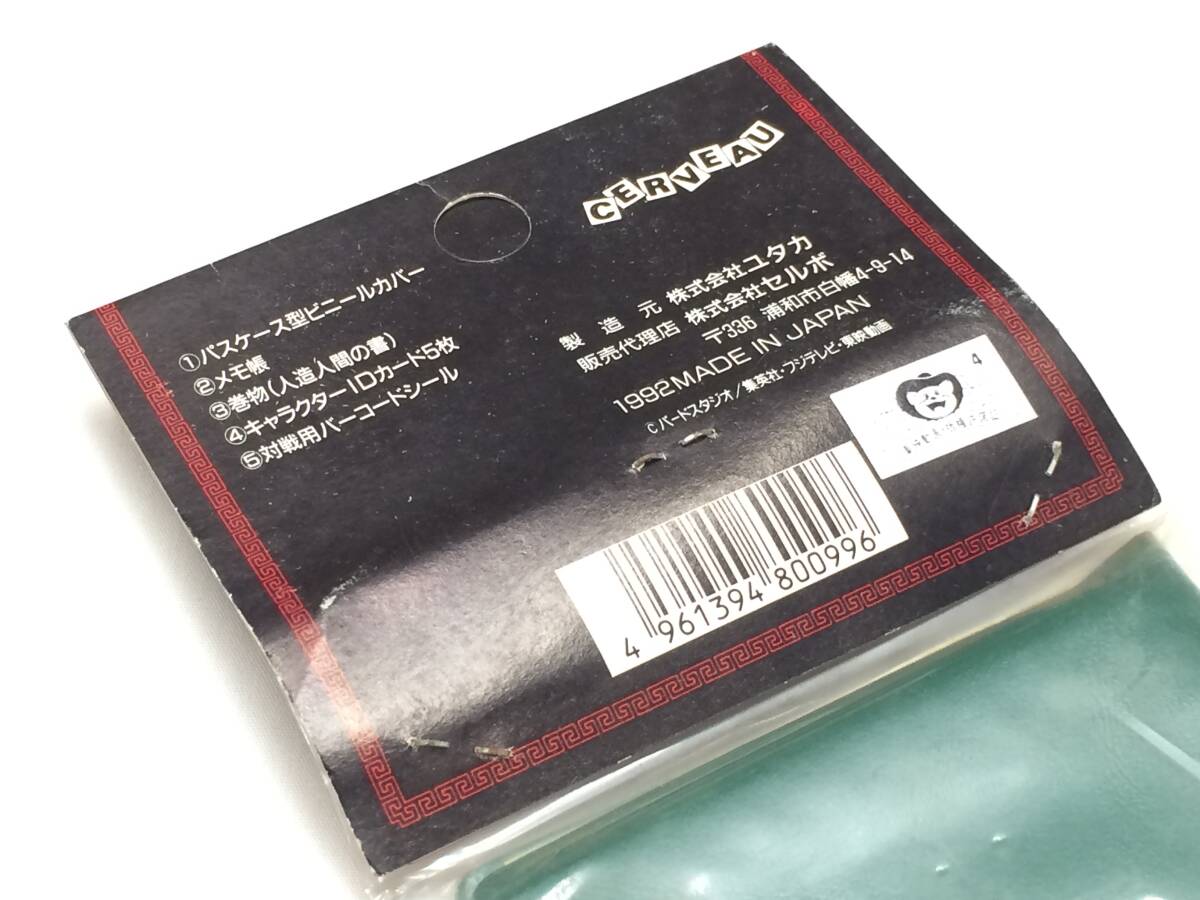 ①パスケース型ビニールカバー
②メモ帳
③巻物(人造人間の書)
④キャラクターIDカード5枚
⑤対戦用バーコードシール
CERVEAU
製造元 株式会社ユタカ
販売代理店 株式会社セルボ
〒336 浦和市白幡4-9-14
1992MADE IN JAPAN
©バードスタジオ/集英社・フジテレビ・東映動画
4
4 961394 800996